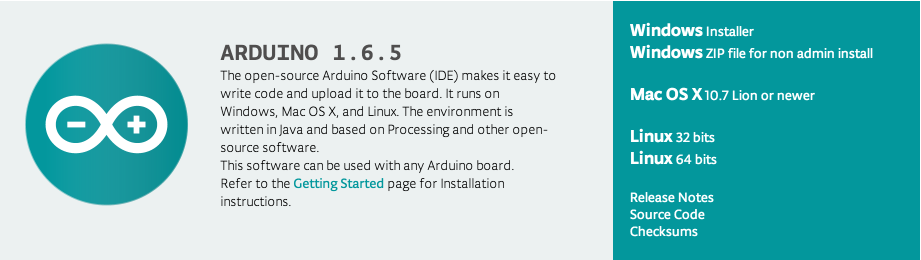 ARDUINO 1.6.5
The open-source Arduino Software (IDE) makes it easy to
write code and upload it to the board. It runs on
Windows, Mac OS X, and Linux. The environment is
written in Java and based on Processing and other open-
source software.
This software can be used with any Arduino board.
Refer to the Getting Started page for Installation
instructions.
Windows Installer
Windows ZIP file for non admin install
Mac OS X 10.7 Lion or newer
Linux 32 bits
Linux 64 bits
Release Notes
Source Code
Checksums